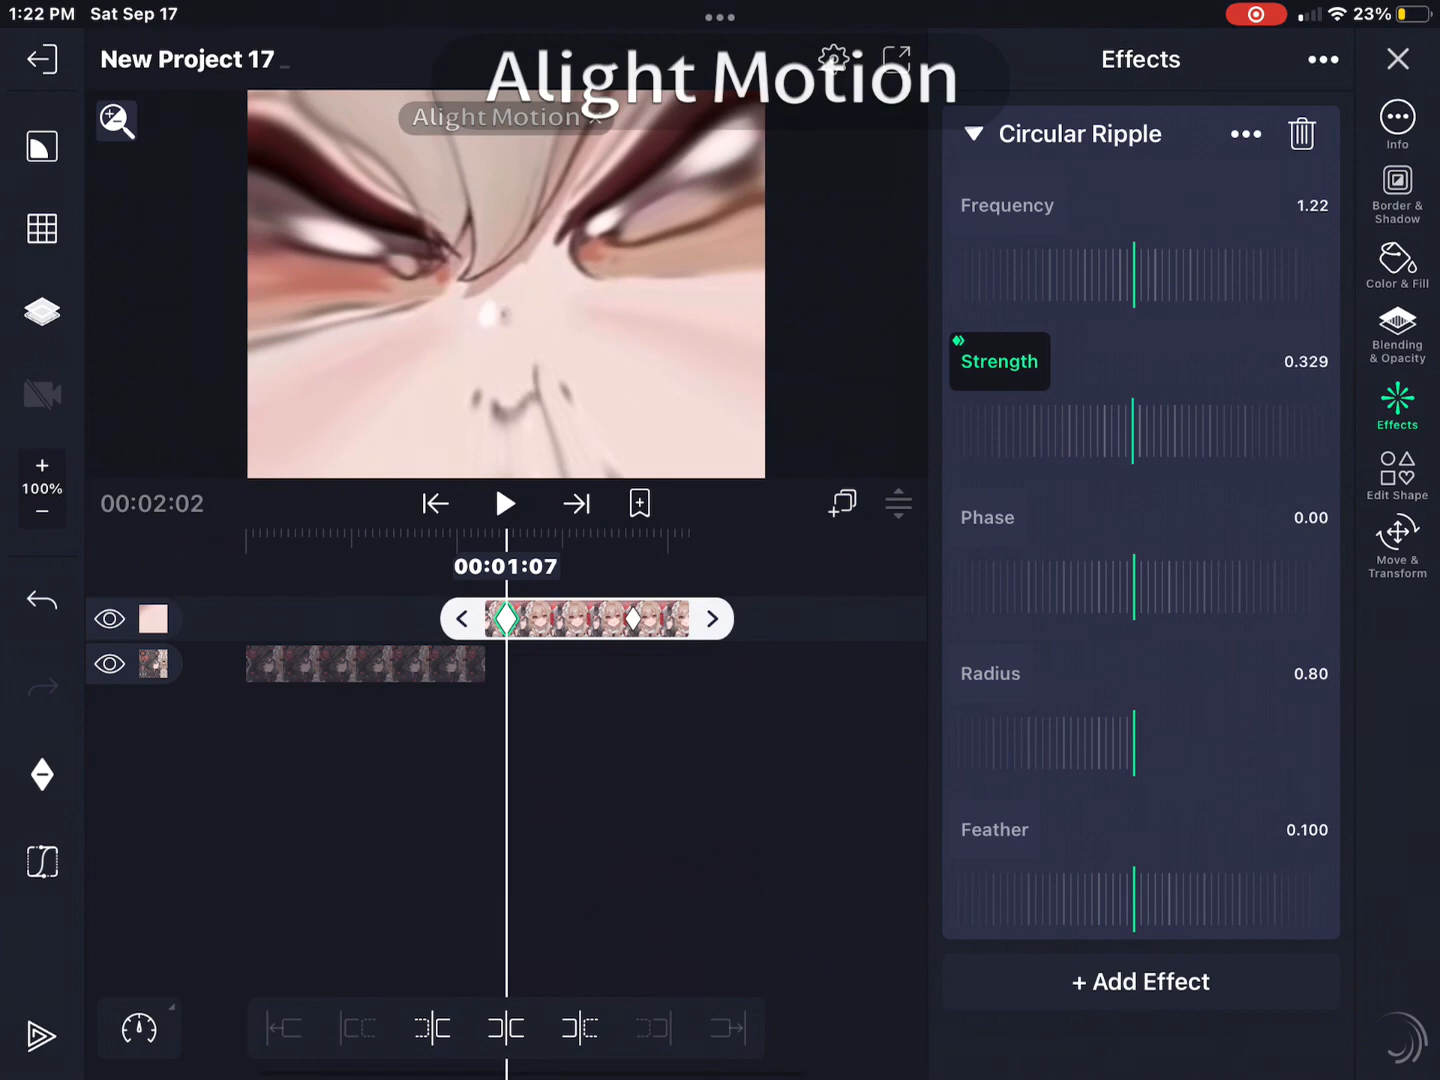 1:22 PM Sat Sep 17
23%
New Project 17
Alight Motion
Alight Motion ×
Effects
Circular Ripple
Frequency 1.22
Strength 0.329
Phase 0.00
Radius 0.80
Feather 0.100
+ Add Effect
Info
Border &
Shadow
Color & Fill
Blending
& Opacity
Effects
Edit Shape
Move &
Transform
+
100%
−
00:02:02
00:01:07